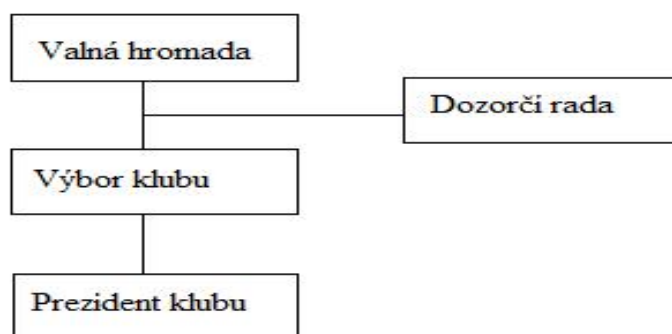 Valná hromada
Dozorčí rada
Výbor klubu
Prezident klubu